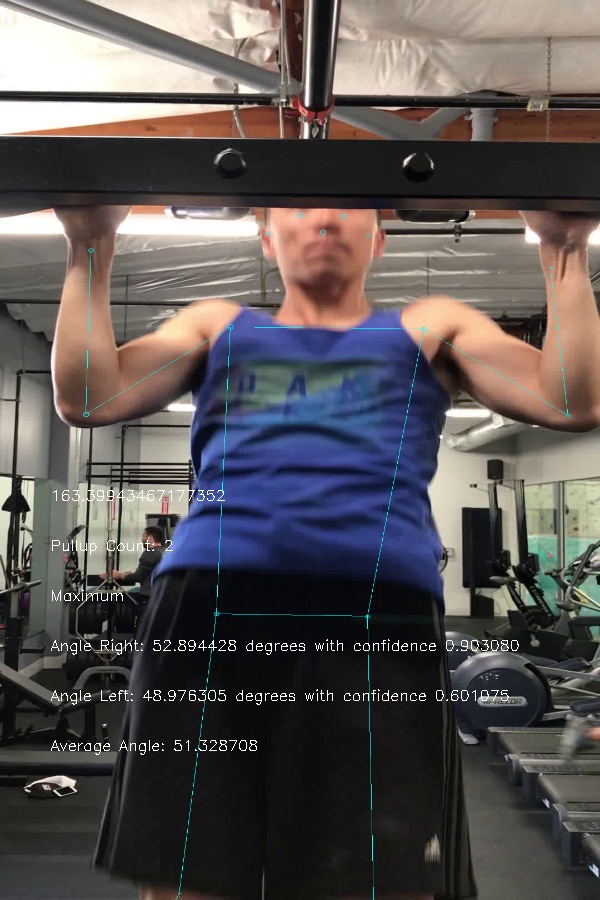 163.39943467177352
Pullup Count: 2
Maximum
Angle Right: 52.894428 degrees with confidence 0.903080
Angle Left: 48.976305 degrees with confidence 0.601075
Average Angle: 51.328708
PRECOR